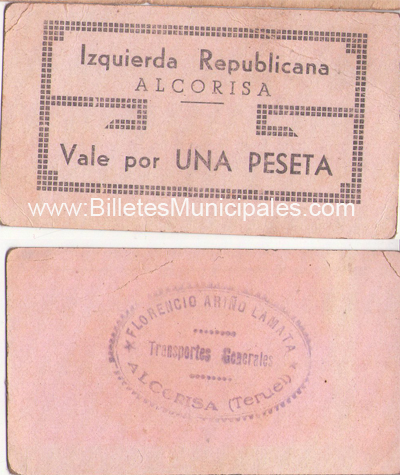 Izquierda Republicana
ALCORISA
Vale por UNA PESETA
www.BilletesMunicipales.com
FLORENCIO ARIÑO LAMATA
Transportes Generales
ALCORISA (Teruel)